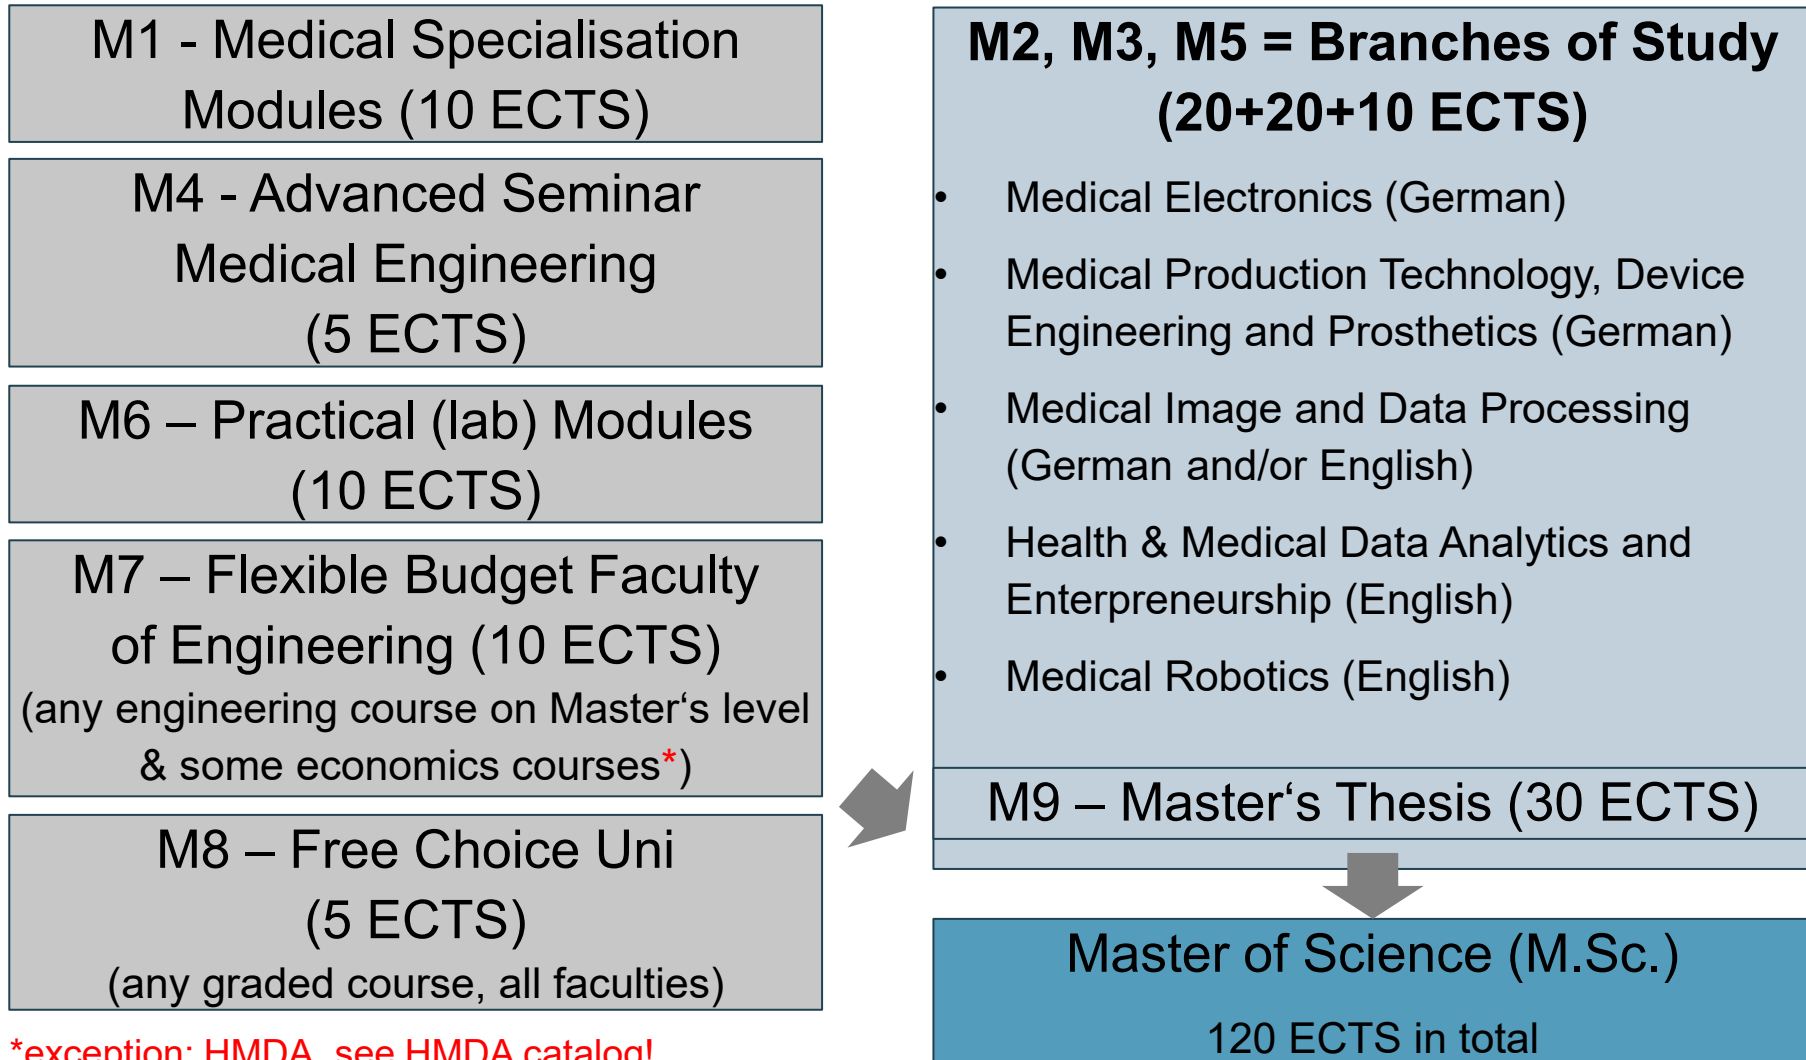 M1 - Medical Specialisation
Modules (10 ECTS)
M4 - Advanced Seminar
Medical Engineering
(5 ECTS)
M6 – Practical (lab) Modules
(10 ECTS)
M7 – Flexible Budget Faculty
of Engineering (10 ECTS)
(any engineering course on Master‘s level
& some economics courses*)
M8 – Free Choice Uni
(5 ECTS)
(any graded course, all faculties)
*exception: HMDA, see HMDA catalog!
M2, M3, M5 = Branches of Study
(20+20+10 ECTS)
• Medical Electronics (German)
• Medical Production Technology, Device
Engineering and Prosthetics (German)
• Medical Image and Data Processing
(German and/or English)
• Health & Medical Data Analytics and
Enterpreneurship (English)
• Medical Robotics (English)
M9 – Master‘s Thesis (30 ECTS)
Master of Science (M.Sc.)
120 ECTS in total